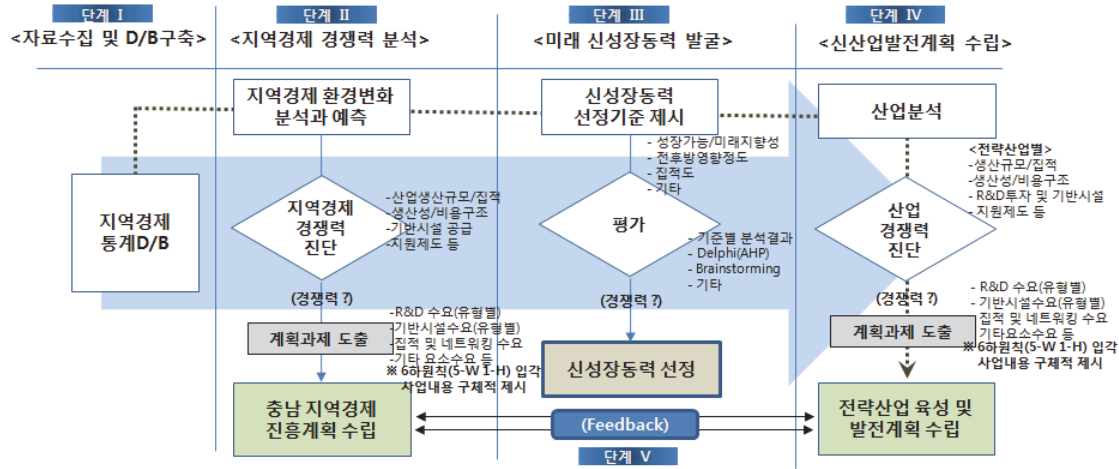 단계 I
<자료수집 및 D/B구축>
지역경제
통계D/B
단계 II
<지역경제 경쟁력 분석>
지역경제 환경변화
분석과 예측
지역경제
경쟁력
진단
-산업생산규모/집적
-생산성/비용구조
-기반시설 공급
-지원제도 등
(경쟁력 ?)
계획과제 도출
-R&D 수요(유형별)
-기반시설수요(유형별)
-집적 및 네트워킹 수요
-기타 요소수요 등
※ 6하원칙(5-W 1-H) 입각
사업내용 구체적 제시
충남 지역경제
진흥계획 수립
단계 III
<미래 신성장동력 발굴>
신성장동력
선정기준 제시
- 성장가능/미래지향성
- 전후방영향정도
- 집적도
- 기타
평가
- 기준별 분석결과
- Delphi(AHP)
- Brainstorming
- 기타
(경쟁력 ?)
신성장동력 선정
단계 IV
<신산업발전계획 수립>
산업분석
<전략산업별>
-생산규모/집적
-생산성/비용구조
- R&D투자 및 기반시설
- 지원제도 등
산업
경쟁력
진단
(경쟁력 ?)
계획과제 도출
- R&D 수요(유형별)
- 기반시설수요(유형별)
- 집적 및 네트워킹 수요
- 기타요소수요 등
※ 6하원칙(5-W 1-H) 입각
사업내용 구체적 제시
전략산업 육성 및
발전계획 수립
(Feedback)
단계 V